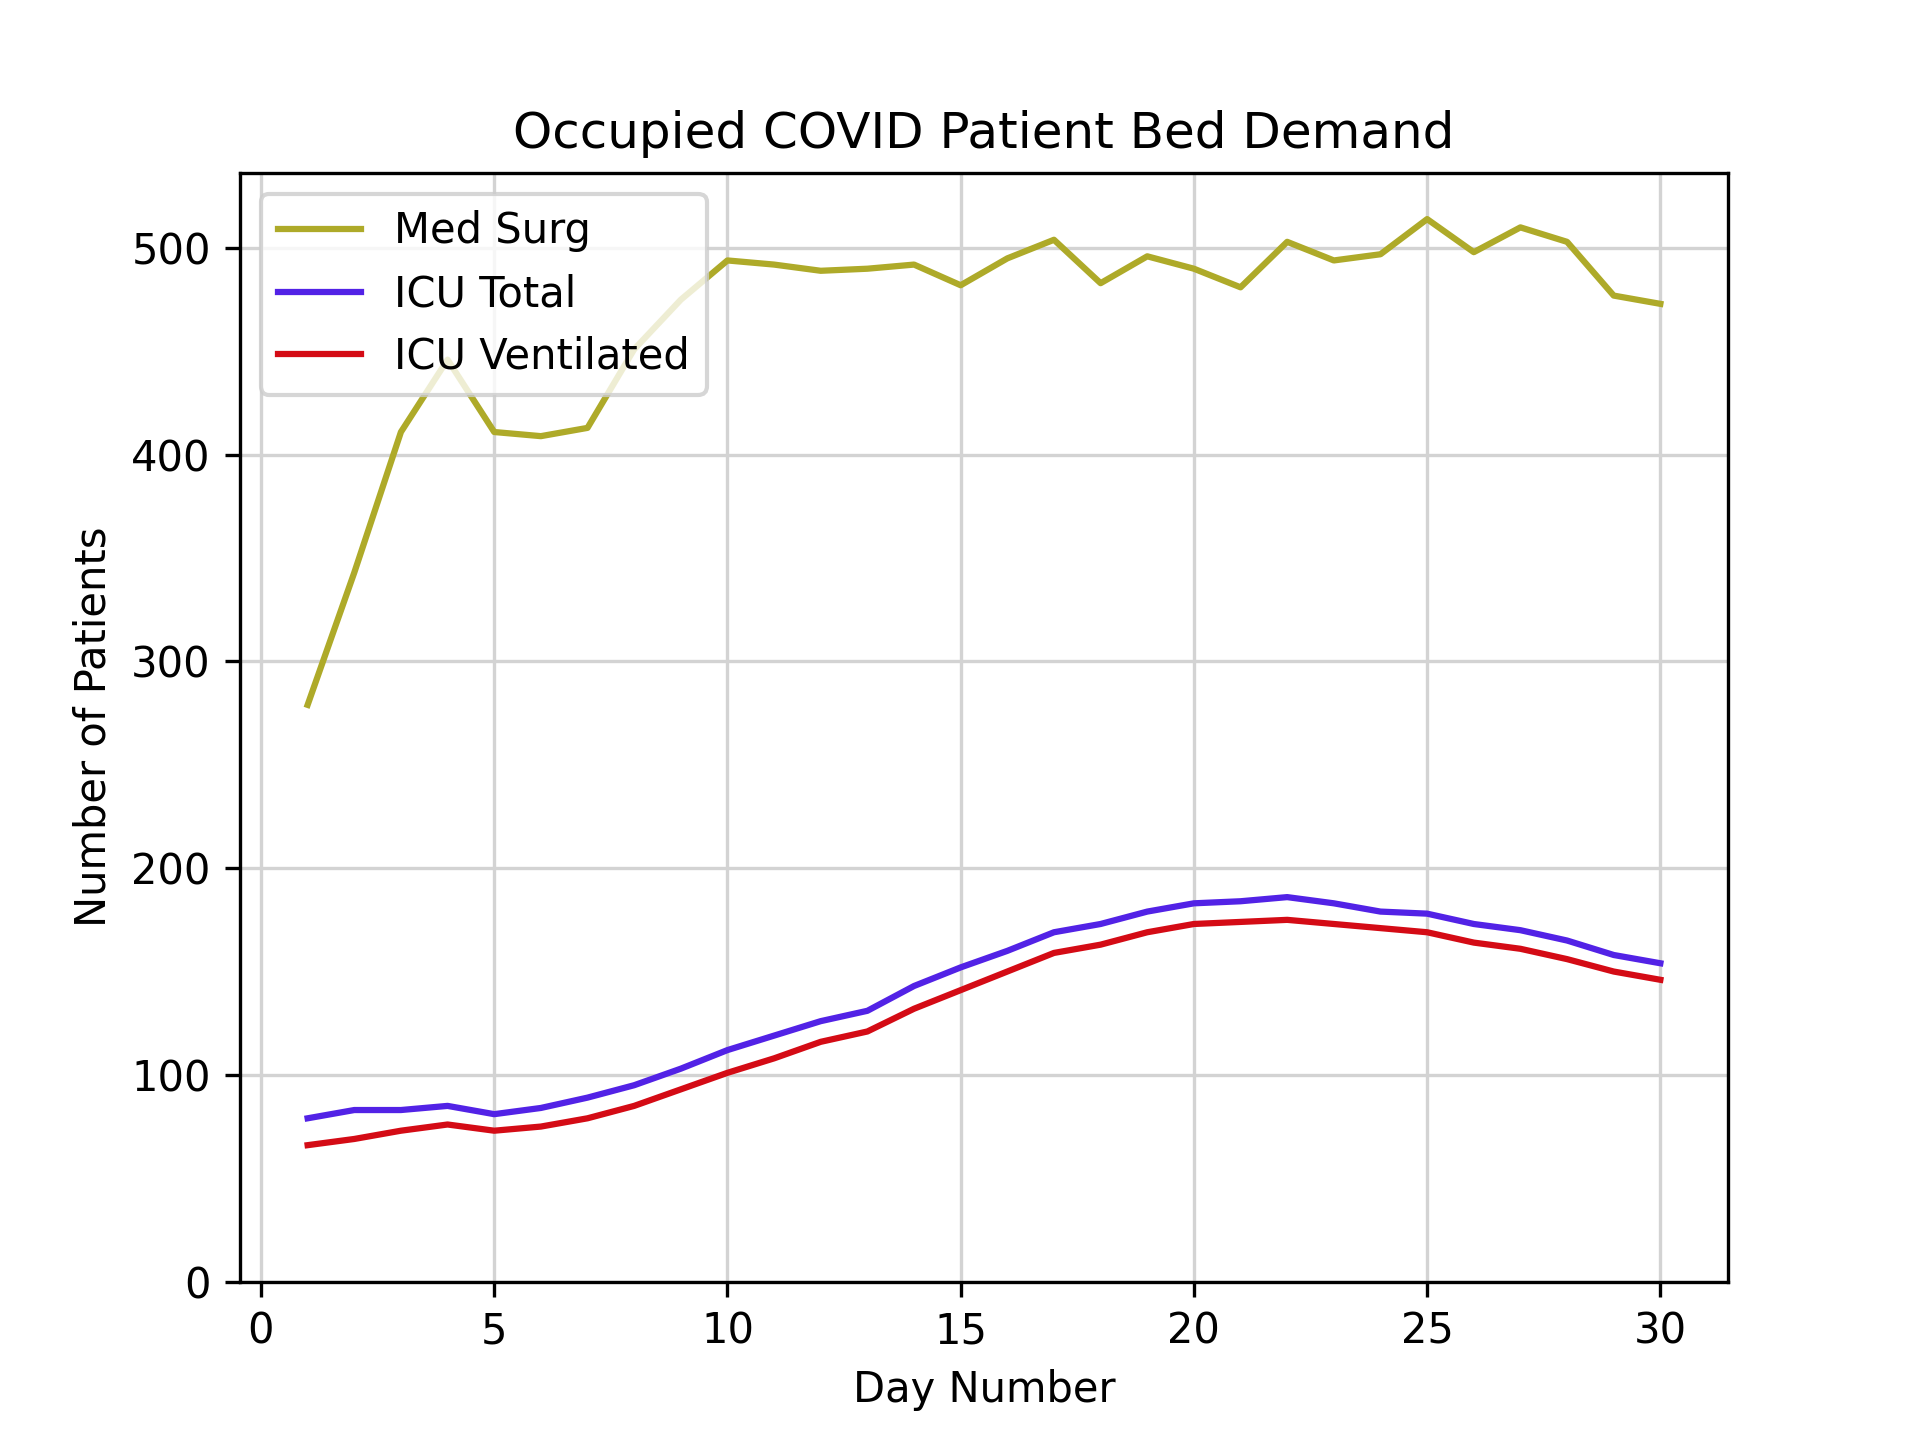 Occupied COVID Patient Bed Demand
Med Surg
ICU Total
ICU Ventilated
500
400
300
200
100
0
Number of Patients
0 5 10 15 20 25 30
Day Number